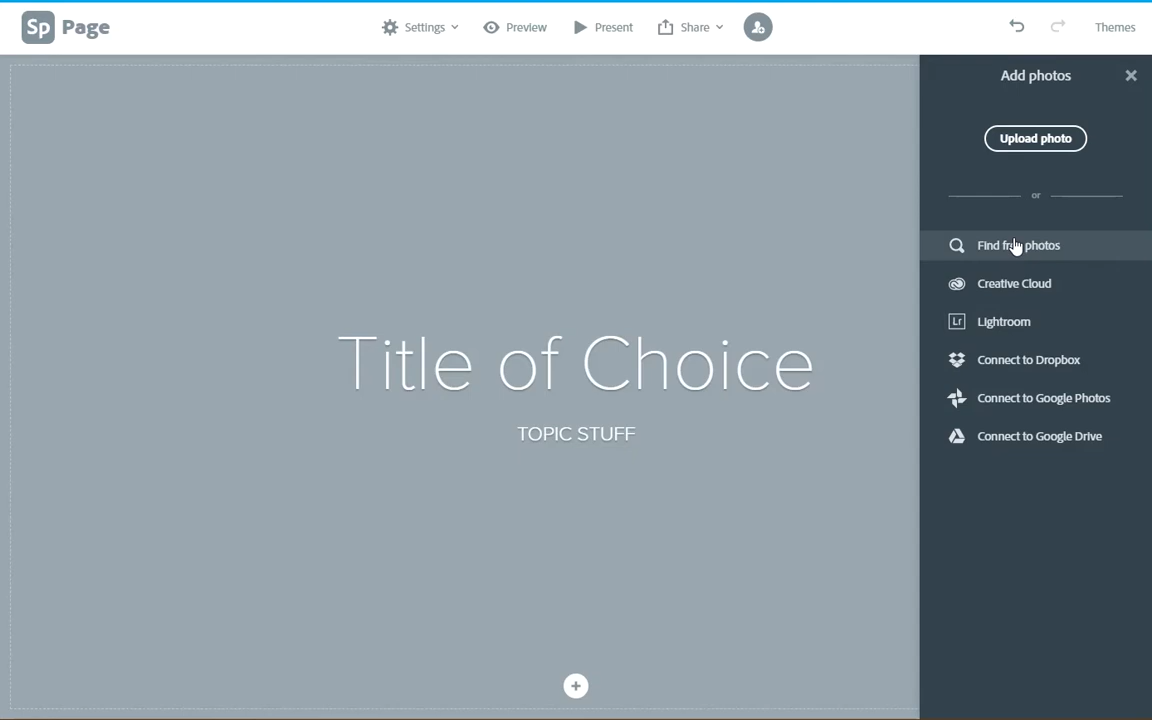 Sp Page
Settings
Preview
Present
Share
Themes
Add photos
Upload photo
or
Find free photos
Creative Cloud
Lr Lightroom
Connect to Dropbox
Connect to Google Photos
Connect to Google Drive
Title of Choice
TOPIC STUFF